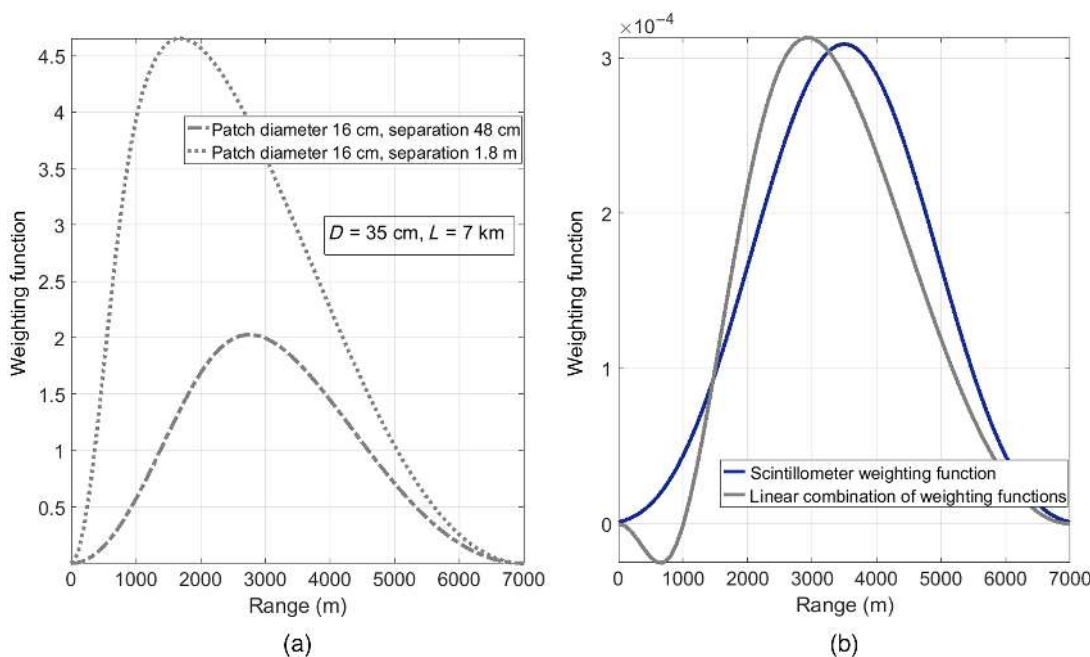 4.5
4
3.5
3
2.5
2
1.5
1
0.5
Weighting function
Patch diameter 16 cm, separation 48 cm
Patch diameter 16 cm, separation 1.8 m
D = 35 cm, L = 7 km
0 1000 2000 3000 4000 5000 6000 7000
Range (m)
(a)
×10⁻⁴
3
2
1
0
Weighting function
Scintillometer weighting function
Linear combination of weighting functions
0 1000 2000 3000 4000 5000 6000 7000
Range (m)
(b)